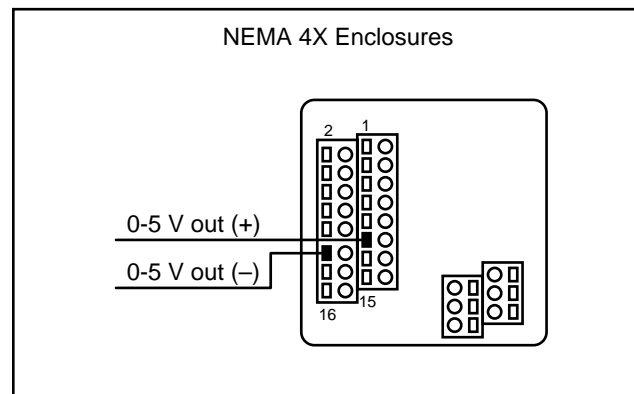 NEMA 4X Enclosures
2 1
0-5 V out (+)
0-5 V out (–)
16 15